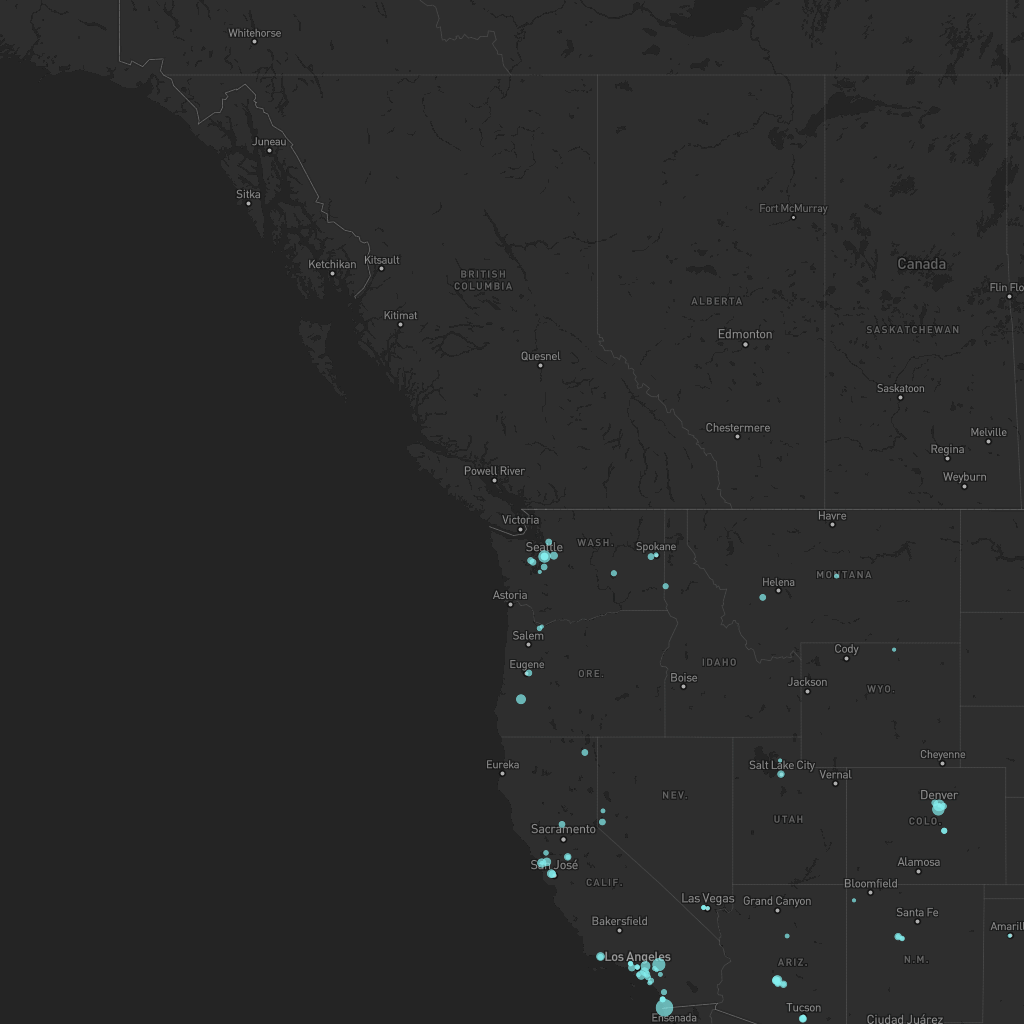 Whitehorse
Juneau
Sitka
Fort McMurray
Canada
Kitsault
Ketchikan
BRITISH
COLUMBIA
Flin Flo
ALBERTA
Kitimat
SASKATCHEWAN
Edmonton
Quesnel
Saskatoon
Chestermere
Melville
Regina
Powell River
Weyburn
Havre
Victoria
WASH.
Seattle
Spokane
MONTANA
Helena
Astoria
Salem
Cody
Eugene
IDAHO
ORE.
Boise
Jackson
WYO.
Cheyenne
Eureka
Salt Lake City
Vernal
NEV.
Denver
UTAH
COLO.
Sacramento
San José
Alamosa
CALIF.
Bloomfield
Las Vegas
Grand Canyon
Santa Fe
Bakersfield
Amaril
Los Angeles
ARIZ.
N.M.
Tucson
Ensenada
Ciudad Juárez